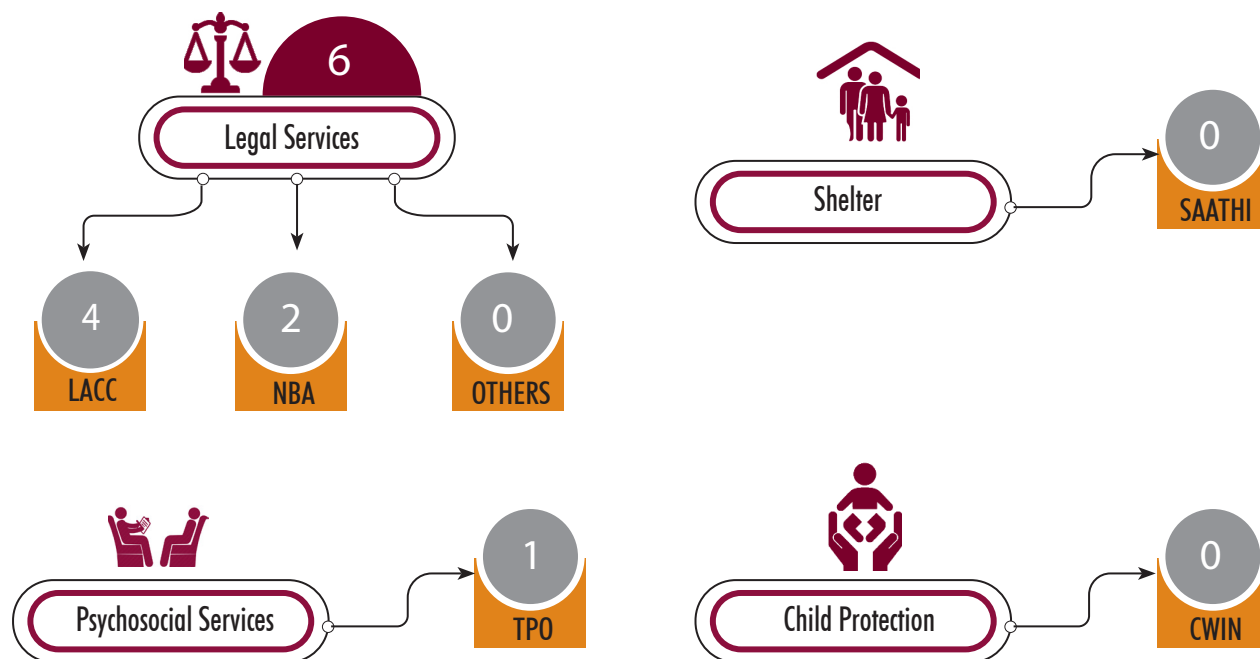 6
Legal Services
4
LACC
2
NBA
0
OTHERS
Shelter
0
SAATHI
Psychosocial Services
1
TPO
Child Protection
0
CWIN